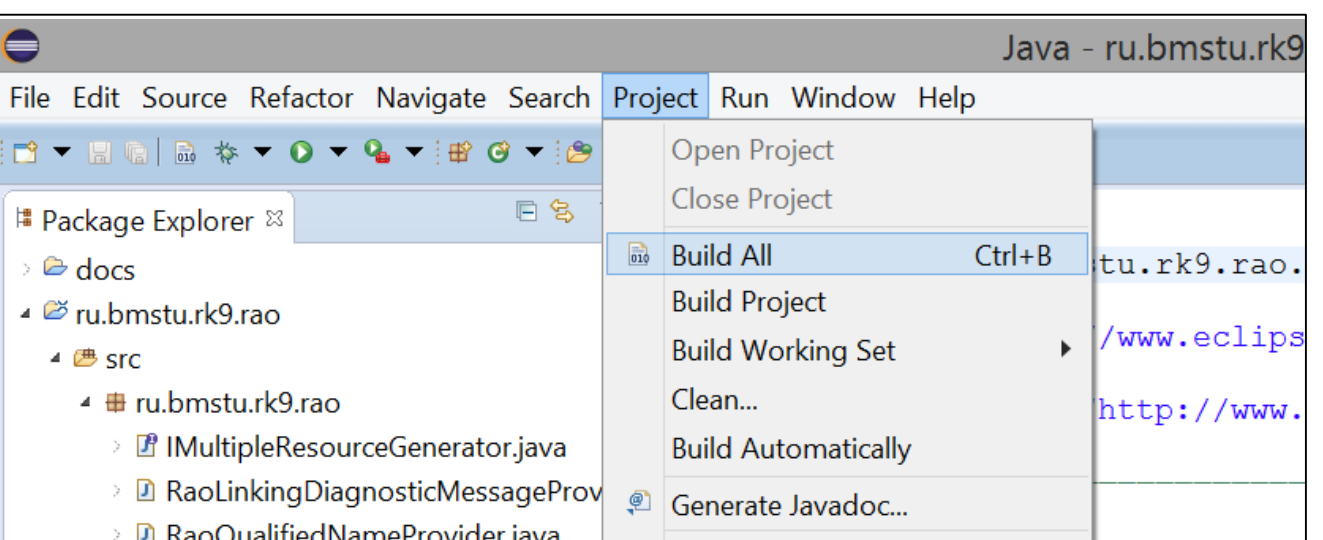 Java - ru.bmstu.rk9
File Edit Source Refactor Navigate Search Project Run Window Help
Package Explorer
docs
ru.bmstu.rk9.rao
src
ru.bmstu.rk9.rao
IMultipleResourceGenerator.java
RaoLinkingDiagnosticMessageProv
RaoQualifiedNameProvider.java
Open Project
Close Project
Build All Ctrl+B
Build Project
Build Working Set
Clean...
Build Automatically
Generate Javadoc...
tu.rk9.rao.
/www.eclips
http://www.